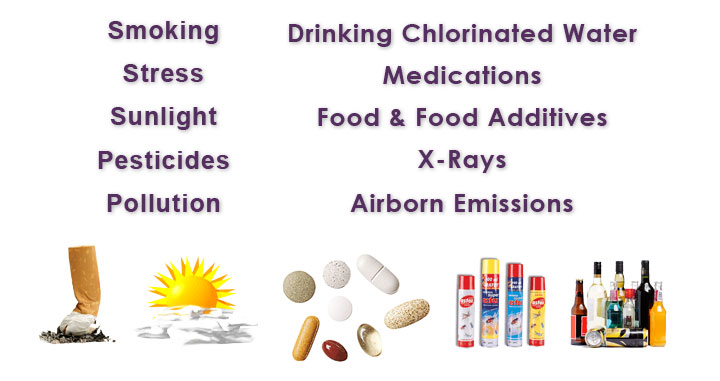 Smoking
Stress
Sunlight
Pesticides
Pollution
Drinking Chlorinated Water
Medications
Food & Food Additives
X-Rays
Airborn Emissions